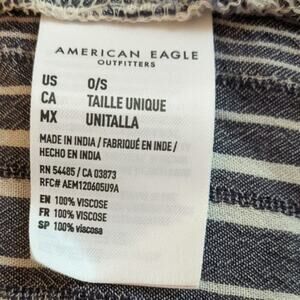 AMERICAN EAGLE
OUTFITTERS
US O/S
CA TAILLE UNIQUE
MX UNITALLA
MADE IN INDIA / FABRIQUÉ EN INDE /
HECHO EN INDIA
RN 54485 / CA 03873
RFC# AEM120605U9A
EN 100% VISCOSE
FR 100% VISCOSE
SP 100% viscosa